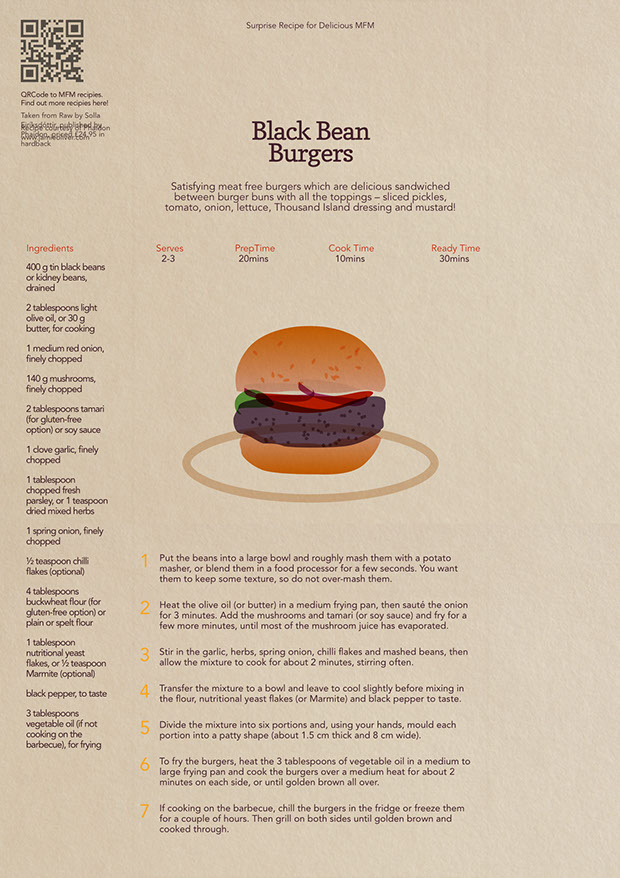 Surprise Recipe for Delicious MFM
QRCode to MFM recipies.
Find out more recipies here!
Taken from Raw by Solla
Eiriksdottir, published by
Phaidon, priced £24.95 in
hardback
Recipe courtesy of Phaidon
www.jamieoliver.com
Black Bean
Burgers
Satisfying meat free burgers which are delicious sandwiched
between burger buns with all the toppings – sliced pickles,
tomato, onion, lettuce, Thousand Island dressing and mustard!
Ingredients
400 g tin black beans
or kidney beans,
drained
2 tablespoons light
olive oil, or 30 g
butter, for cooking
1 medium red onion,
finely chopped
140 g mushrooms,
finely chopped
2 tablespoons tamari
(for gluten-free
option) or soy sauce
1 clove garlic, finely
chopped
1 tablespoon
chopped fresh
parsley, or 1 teaspoon
dried mixed herbs
1 spring onion, finely
chopped
½ teaspoon chilli
flakes (optional)
4 tablespoons
buckwheat flour (for
gluten-free option) or
plain or spelt flour
1 tablespoon
nutritional yeast
flakes, or ½ teaspoon
Marmite (optional)
black pepper, to taste
3 tablespoons
vegetable oil (if not
cooking on the
barbecue), for frying
Serves PrepTime Cook Time Ready Time
2-3 20mins 10mins 30mins
1 Put the beans into a large bowl and roughly mash them with a potato
masher, or blend them in a food processor for a few seconds. You want
them to keep some texture, so do not over-mash them.
2 Heat the olive oil (or butter) in a medium frying pan, then sauté the onion
for 3 minutes. Add the mushrooms and tamari (or soy sauce) and fry for a
few more minutes, until most of the mushroom juice has evaporated.
3 Stir in the garlic, herbs, spring onion, chilli flakes and mashed beans, then
allow the mixture to cook for about 2 minutes, stirring often.
4 Transfer the mixture to a bowl and leave to cool slightly before mixing in
the flour, nutritional yeast flakes (or Marmite) and black pepper to taste.
5 Divide the mixture into six portions and, using your hands, mould each
portion into a patty shape (about 1.5 cm thick and 8 cm wide).
6 To fry the burgers, heat the 3 tablespoons of vegetable oil in a medium to
large frying pan and cook the burgers over a medium heat for about 2
minutes on each side, or until golden brown all over.
7 If cooking on the barbecue, chill the burgers in the fridge or freeze them
for a couple of hours. Then grill on both sides until golden brown and
cooked through.